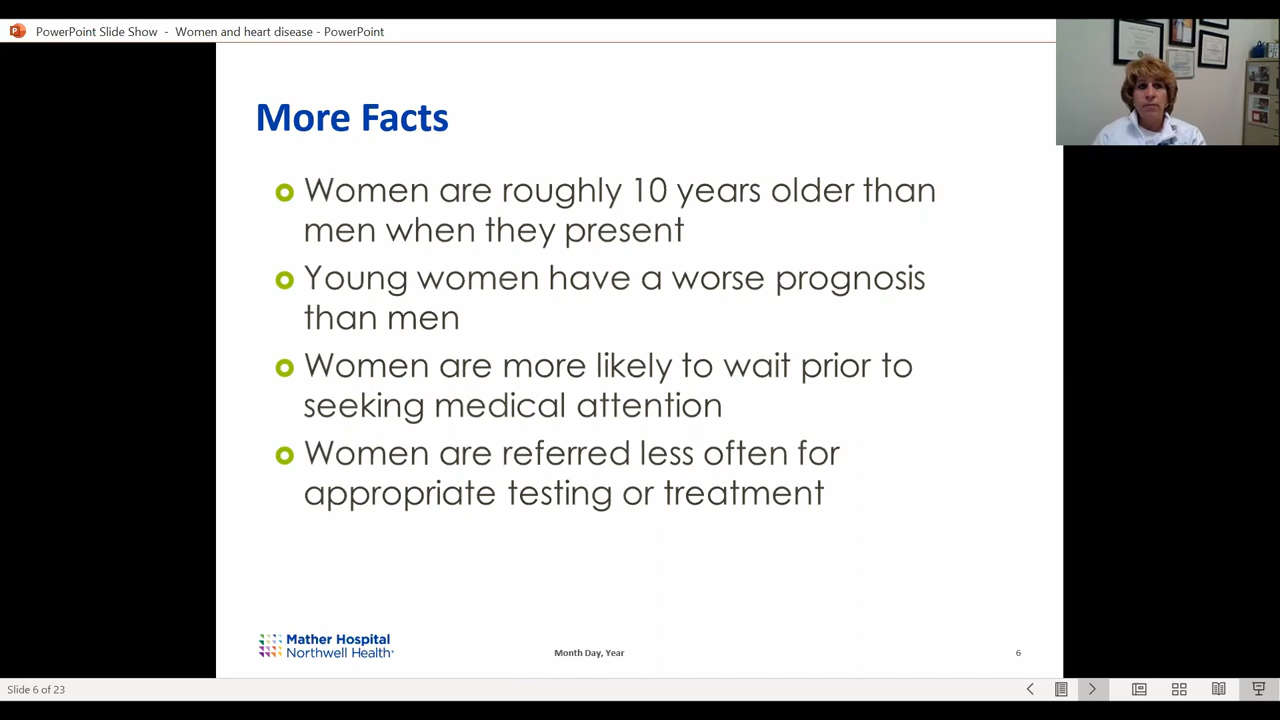 PowerPoint Slide Show - Women and heart disease - PowerPoint
More Facts
Women are roughly 10 years older than
men when they present
Young women have a worse prognosis
than men
Women are more likely to wait prior to
seeking medical attention
Women are referred less often for
appropriate testing or treatment
Mather Hospital
Northwell Health
Month Day, Year
6
Slide 6 of 23